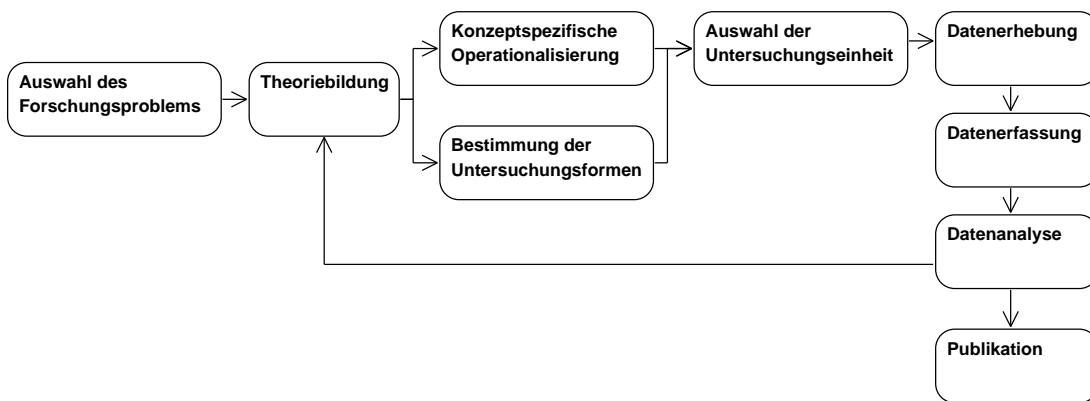 Auswahl des
Forschungsproblems
Theoriebildung
Konzeptspezifische
Operationalisierung
Bestimmung der
Untersuchungsformen
Auswahl der
Untersuchungseinheit
Datenerhebung
Datenerfassung
Datenanalyse
Publikation